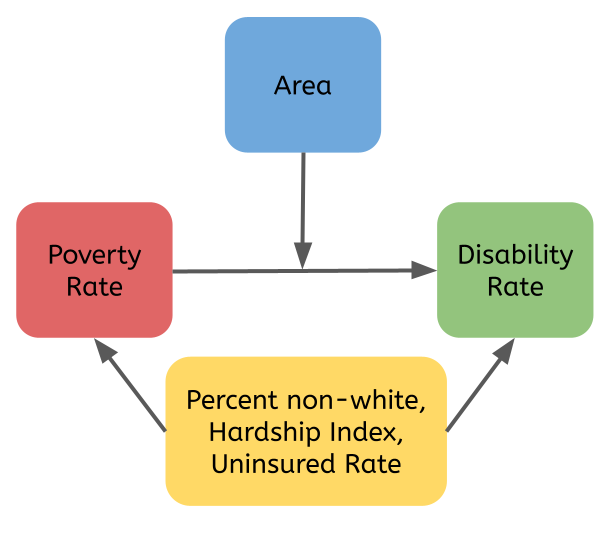 Area
Poverty
Rate
Disability
Rate
Percent non-white,
Hardship Index,
Uninsured Rate